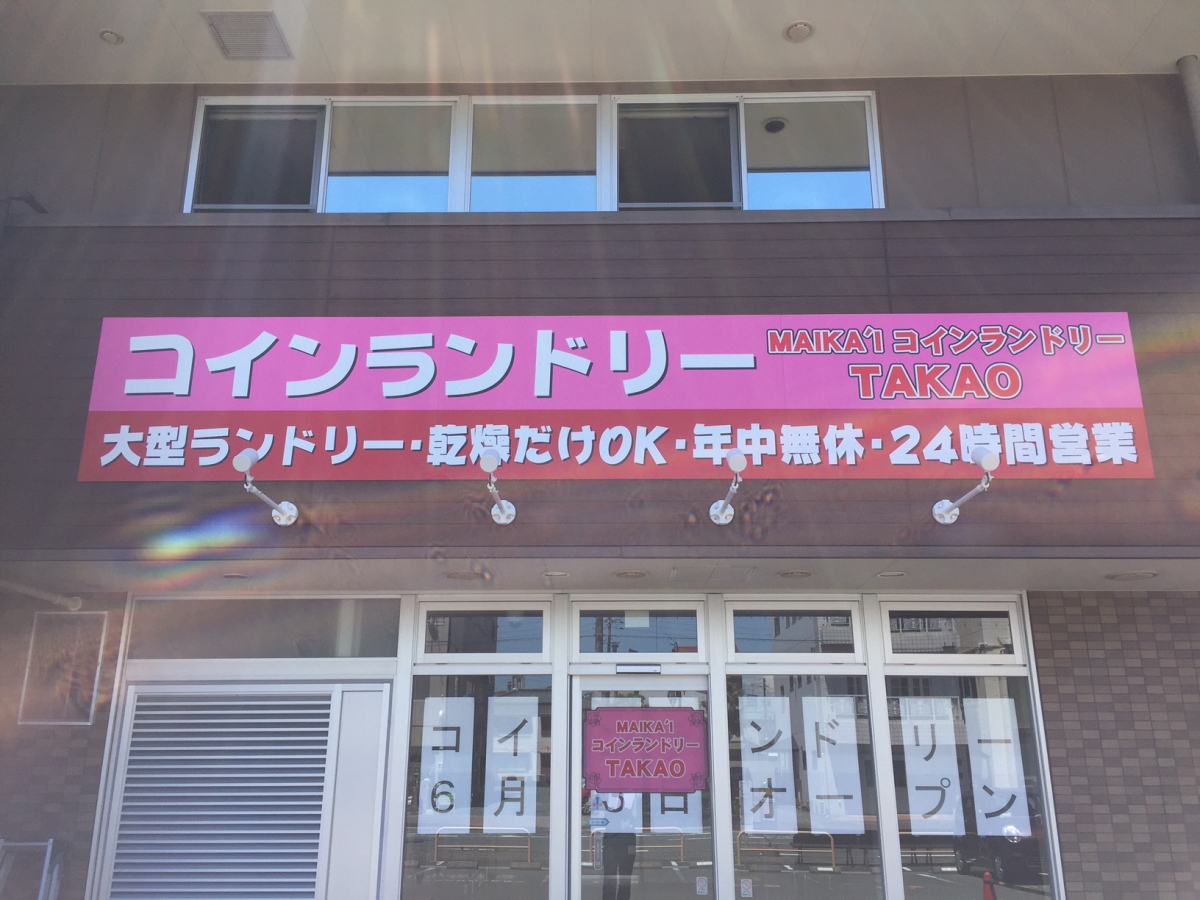 コインランドリー
MAIKA'I コインランドリー
TAKAO
大型ランドリー・乾燥だけOK・年中無休・24時間営業
MAIKA'I
コインランドリー
TAKAO
コイ ンドリー
6月 日 オープン